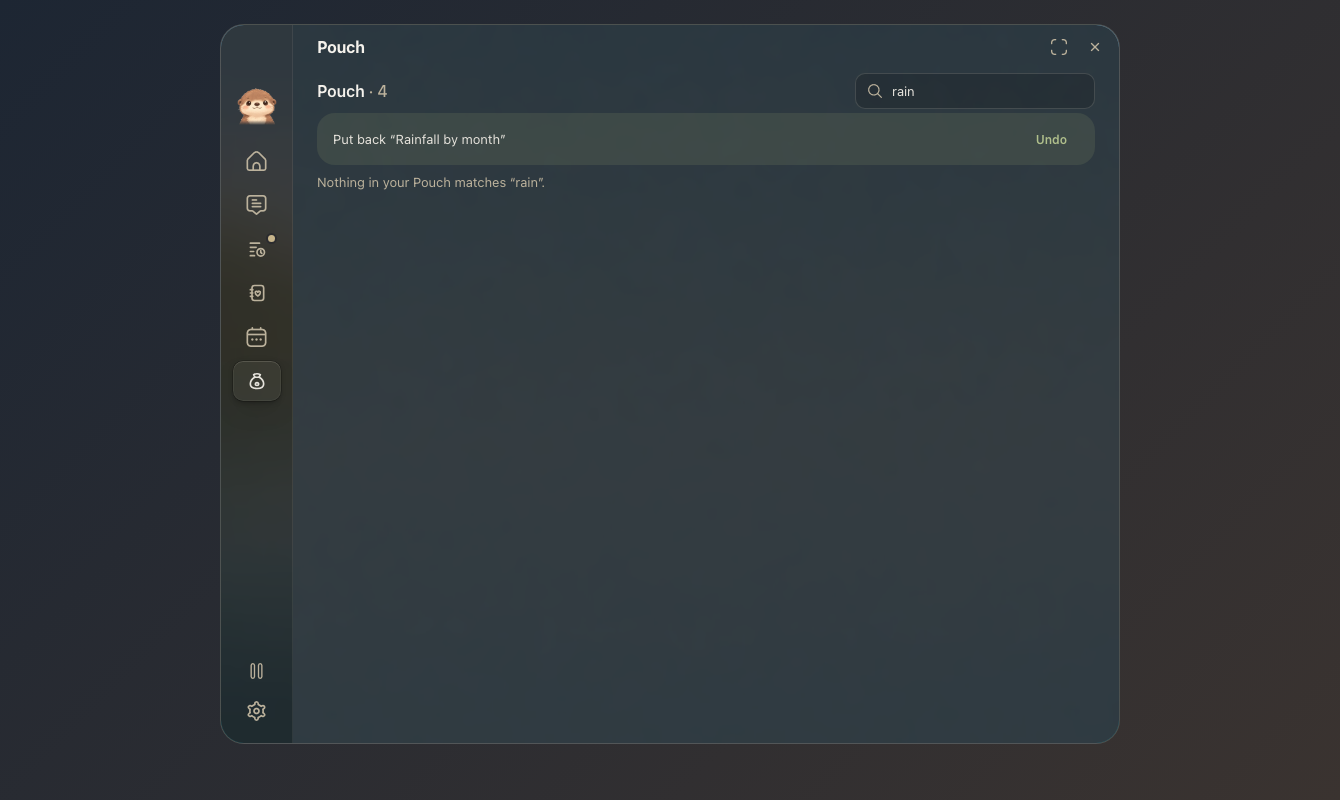 Pouch
Pouch · 4
rain
Put back “Rainfall by month”
Undo
Nothing in your Pouch matches “rain”.